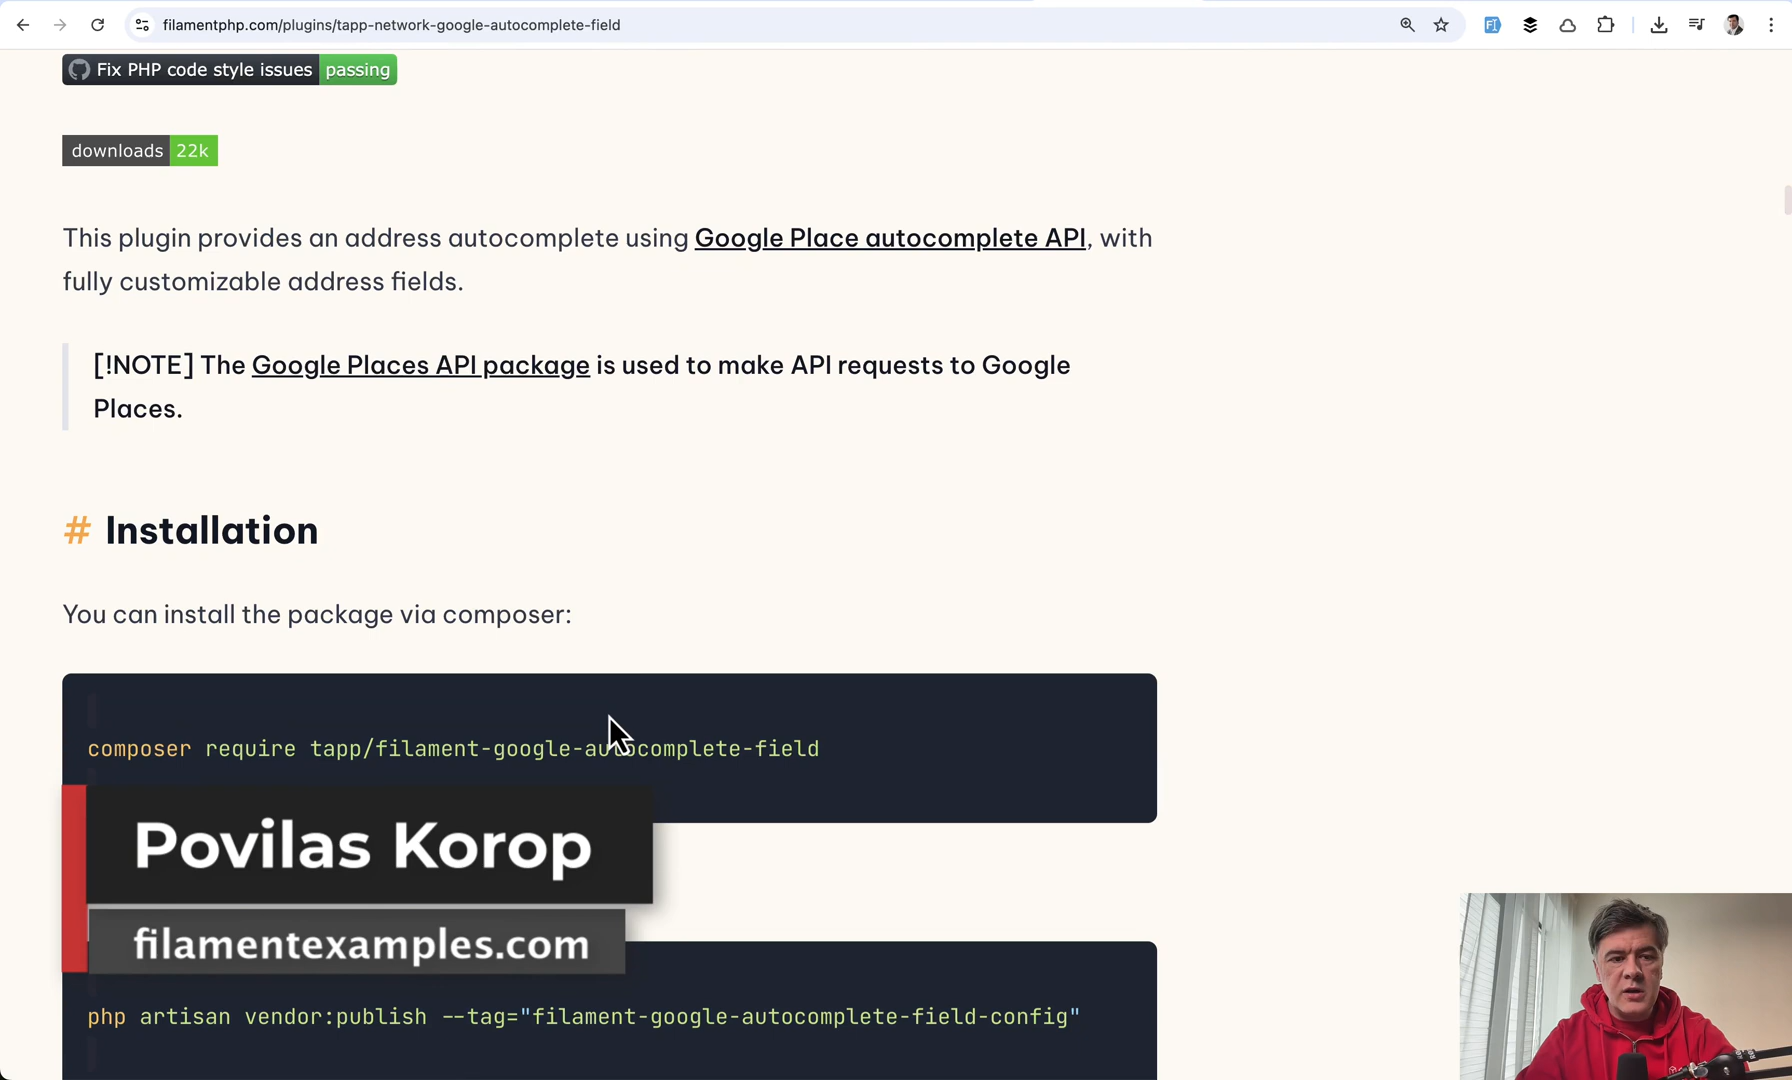 filamentphp.com/plugins/tapp-network-google-autocomplete-field
Fix PHP code style issues passing
downloads 22k
This plugin provides an address autocomplete using Google Place autocomplete API, with
fully customizable address fields.
[!NOTE] The Google Places API package is used to make API requests to Google
Places.
# Installation
You can install the package via composer:
composer require tapp/filament-google-autocomplete-field
Povilas Korop
filamentexamples.com
php artisan vendor:publish --tag="filament-google-autocomplete-field-config"